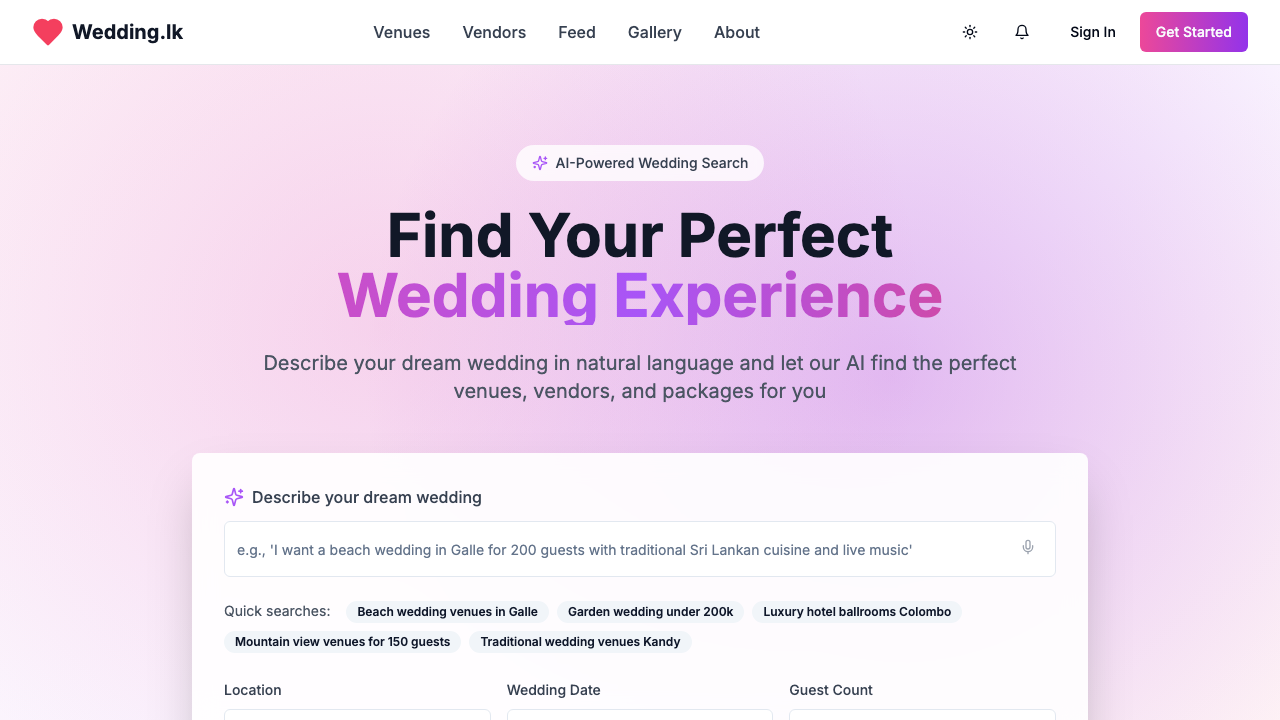 Wedding.lk
Venues Vendors Feed Gallery About
Sign In
Get Started
AI-Powered Wedding Search
Find Your Perfect
Wedding Experience
Describe your dream wedding in natural language and let our AI find the perfect
venues, vendors, and packages for you
Describe your dream wedding
e.g., 'I want a beach wedding in Galle for 200 guests with traditional Sri Lankan cuisine and live music'
Quick searches: Beach wedding venues in Galle Garden wedding under 200k Luxury hotel ballrooms Colombo
Mountain view venues for 150 guests Traditional wedding venues Kandy
Location Wedding Date Guest Count